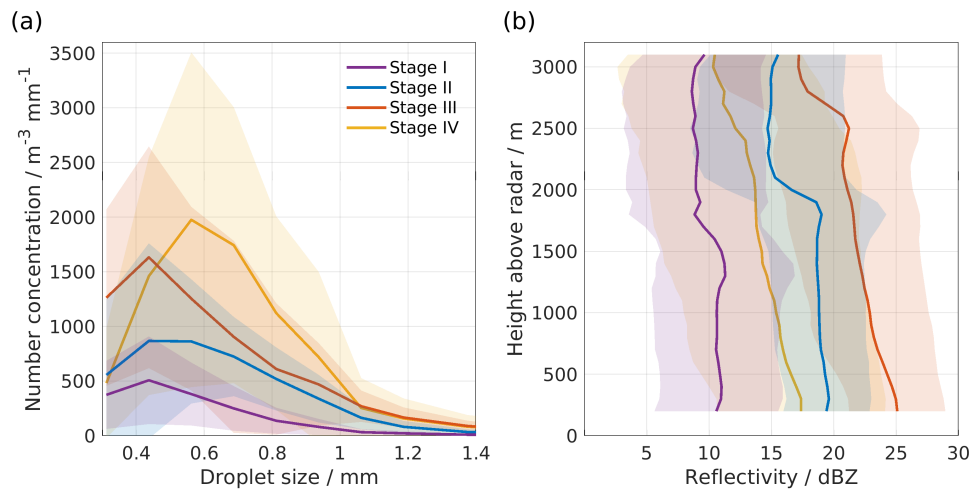 (a)
Number concentration / m-3 mm-1
3500
3000
2500
2000
1500
1000
500
0
0.4
0.6
0.8
1
1.2
1.4
Droplet size / mm
Stage I
Stage II
Stage III
Stage IV
(b)
Height above radar / m
3000
2500
2000
1500
1000
500
0
5
10
15
20
25
30
Reflectivity / dBZ